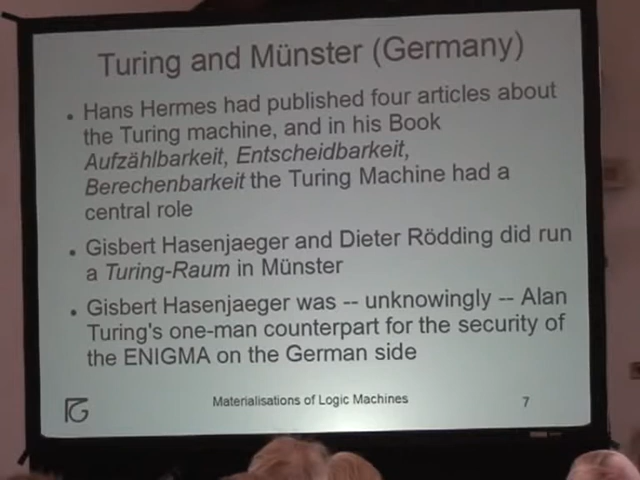 Turing and Münster (Germany)
• Hans Hermes had published four articles about
the Turing machine, and in his Book
Aufzählbarkeit, Entscheidbarkeit,
Berechenbarkeit the Turing Machine had a
central role
• Gisbert Hasenjaeger and Dieter Rödding did run
a Turing-Raum in Münster
• Gisbert Hasenjaeger was -- unknowingly -- Alan
Turing's one-man counterpart for the security of
the ENIGMA on the German side
Materialisations of Logic Machines
7